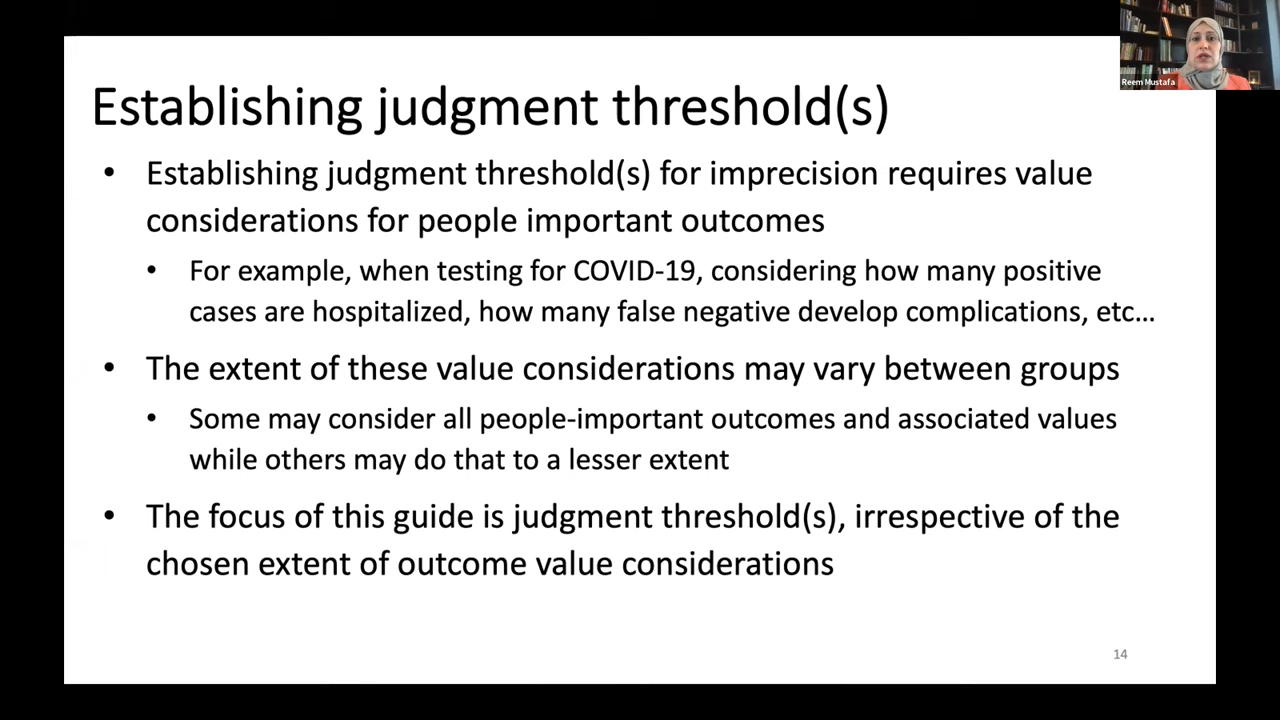 Reem Mustafa
Establishing judgment threshold(s)
• Establishing judgment threshold(s) for imprecision requires value
considerations for people important outcomes
• For example, when testing for COVID-19, considering how many positive
cases are hospitalized, how many false negative develop complications, etc…
• The extent of these value considerations may vary between groups
• Some may consider all people-important outcomes and associated values
while others may do that to a lesser extent
• The focus of this guide is judgment threshold(s), irrespective of the
chosen extent of outcome value considerations
14